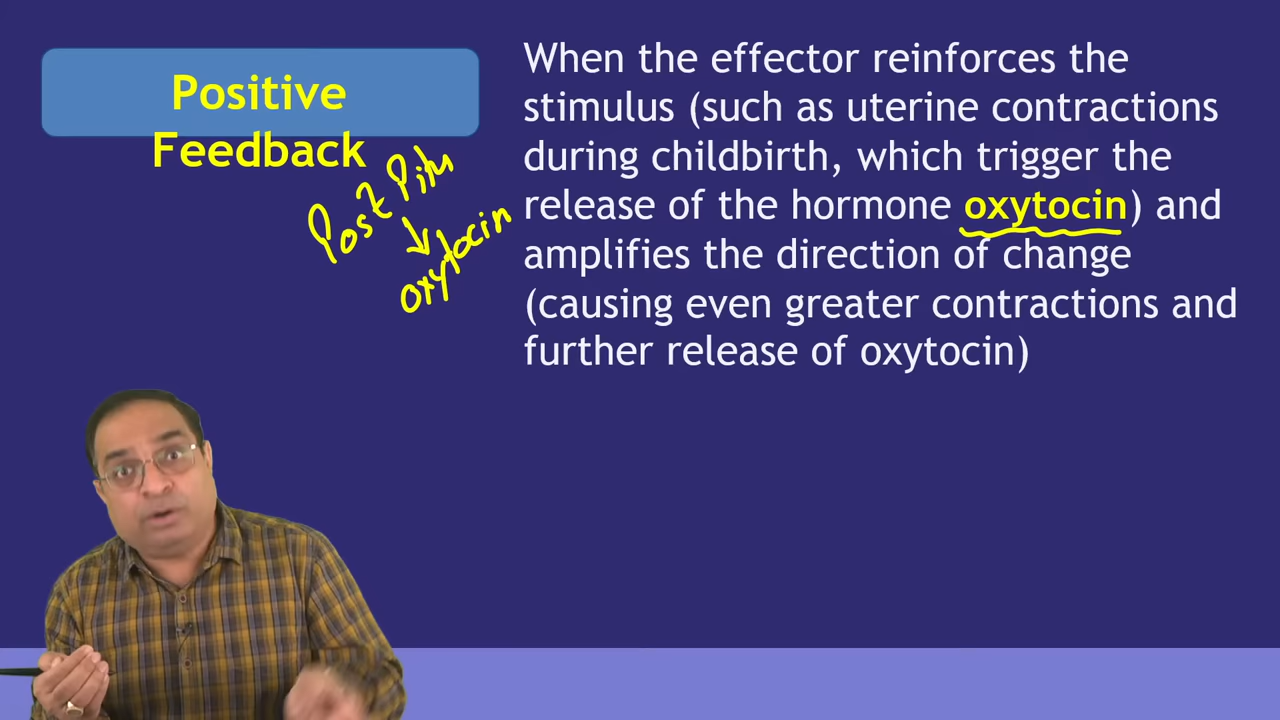 Positive
Feedback
Post Pitu
oxytocin
When the effector reinforces the
stimulus (such as uterine contractions
during childbirth, which trigger the
release of the hormone oxytocin) and
amplifies the direction of change
(causing even greater contractions and
further release of oxytocin)